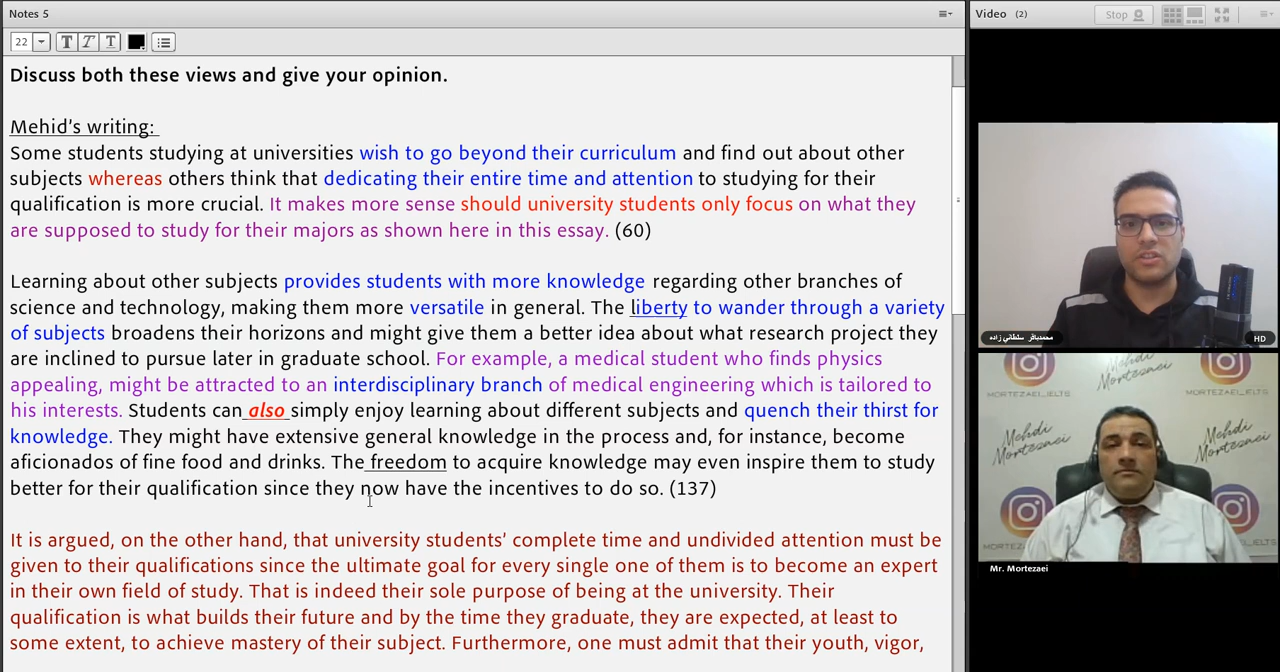 Notes 5
Video (2)
Stop
22
T T T
Discuss both these views and give your opinion.
Mehid's writing:
Some students studying at universities wish to go beyond their curriculum and find out about other
subjects whereas others think that dedicating their entire time and attention to studying for their
qualification is more crucial. It makes more sense should university students only focus on what they
are supposed to study for their majors as shown here in this essay. (60)
Learning about other subjects provides students with more knowledge regarding other branches of
science and technology, making them more versatile in general. The liberty to wander through a variety
of subjects broadens their horizons and might give them a better idea about what research project they
are inclined to pursue later in graduate school. For example, a medical student who finds physics
appealing, might be attracted to an interdisciplinary branch of medical engineering which is tailored to
his interests. Students can also simply enjoy learning about different subjects and quench their thirst for
knowledge. They might have extensive general knowledge in the process and, for instance, become
aficionados of fine food and drinks. The freedom to acquire knowledge may even inspire them to study
better for their qualification since they now have the incentives to do so. (137)
It is argued, on the other hand, that university students' complete time and undivided attention must be
given to their qualifications since the ultimate goal for every single one of them is to become an expert
in their own field of study. That is indeed their sole purpose of being at the university. Their
qualification is what builds their future and by the time they graduate, they are expected, at least to
some extent, to achieve mastery of their subject. Furthermore, one must admit that their youth, vigor,
محمدباقر سلطانی زاده
HD
Mehdi Mortezaei
MORTEZAEI_IELTS
Mehdi Mortezaei
Mehdi Mortezaei
Mr. Mortezaei